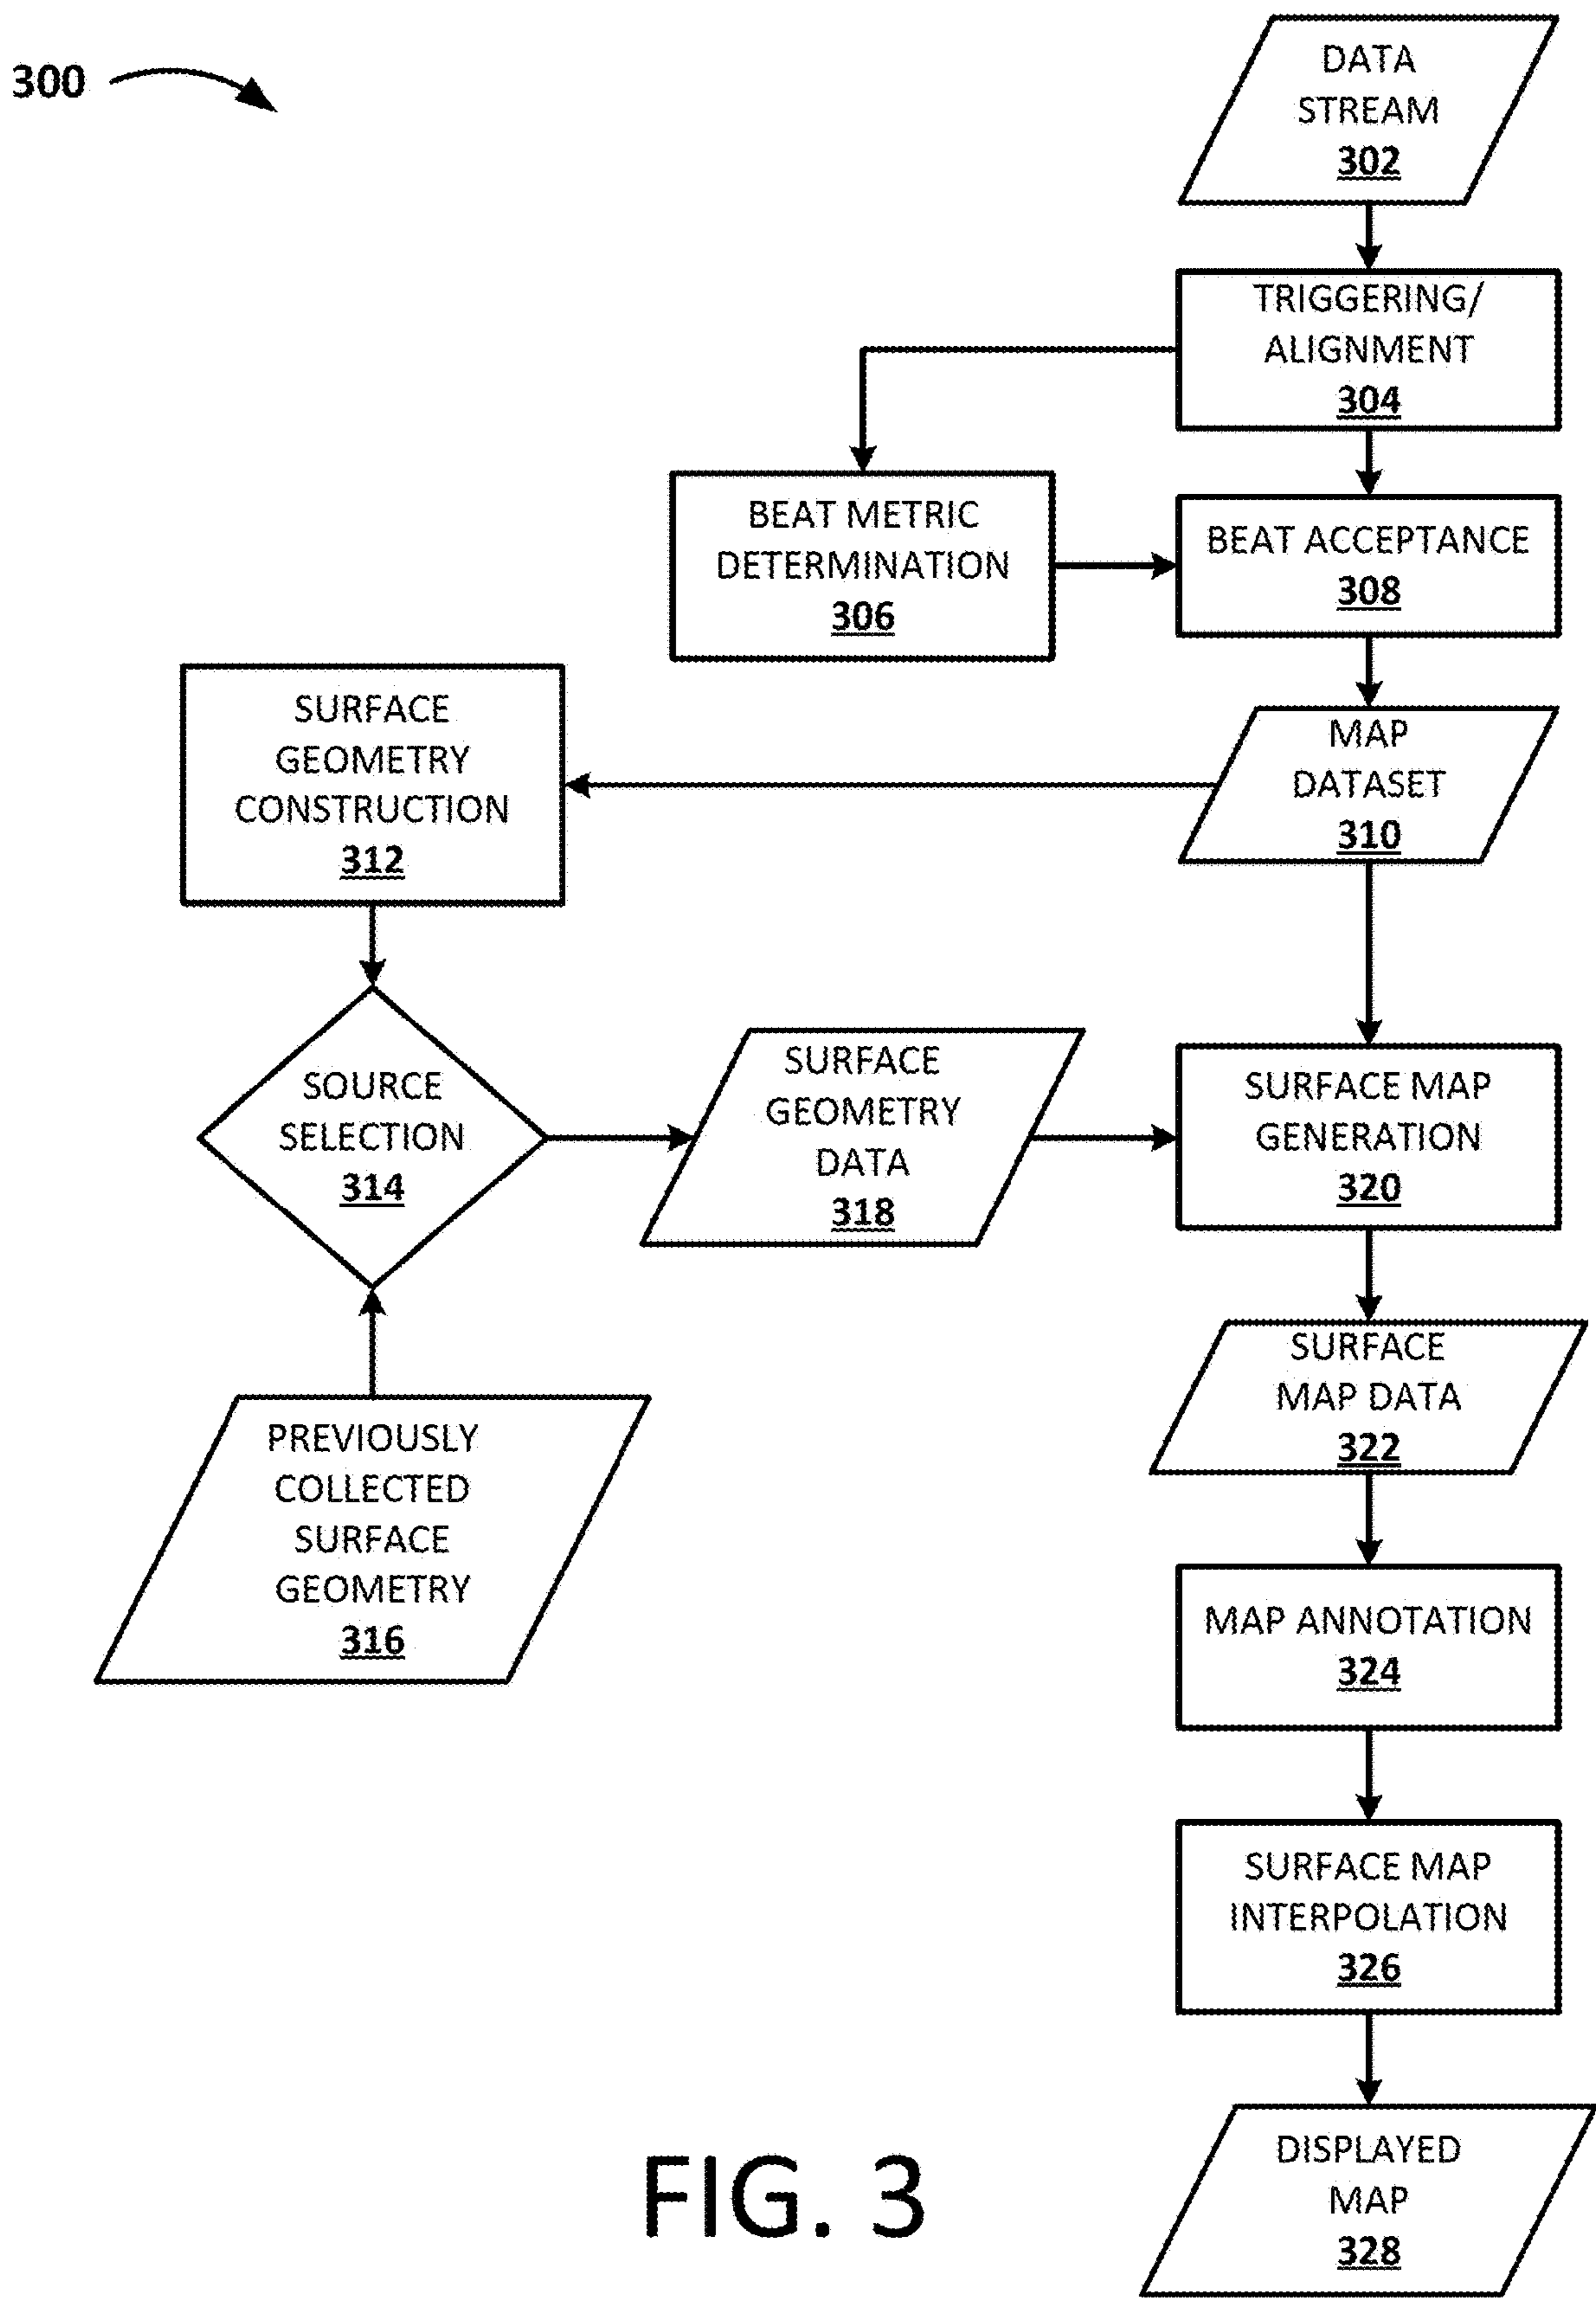 300
DATA
STREAM
302
TRIGGERING/
ALIGNMENT
304
BEAT METRIC
DETERMINATION
306
BEAT ACCEPTANCE
308
SURFACE
GEOMETRY
CONSTRUCTION
312
MAP
DATASET
310
SOURCE
SELECTION
314
SURFACE
GEOMETRY
DATA
318
SURFACE MAP
GENERATION
320
PREVIOUSLY
COLLECTED
SURFACE
GEOMETRY
316
SURFACE
MAP DATA
322
MAP ANNOTATION
324
SURFACE MAP
INTERPOLATION
326
DISPLAYED
MAP
328
FIG. 3